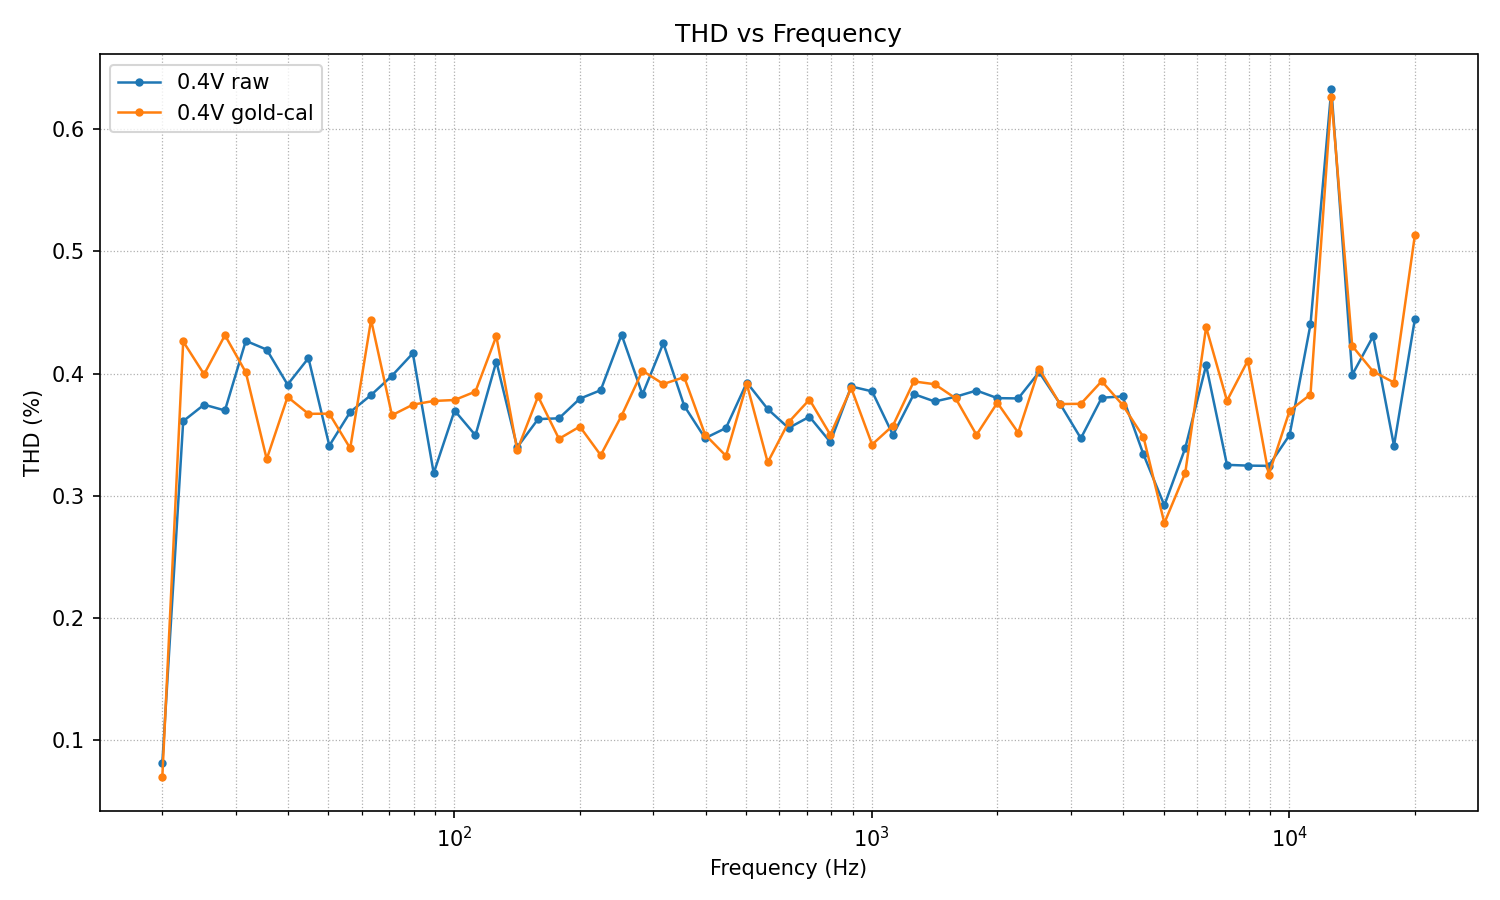 THD vs Frequency
0.4V raw
0.4V gold-cal
THD (%)
0.6
0.5
0.4
0.3
0.2
0.1
10²
10³
10⁴
Frequency (Hz)